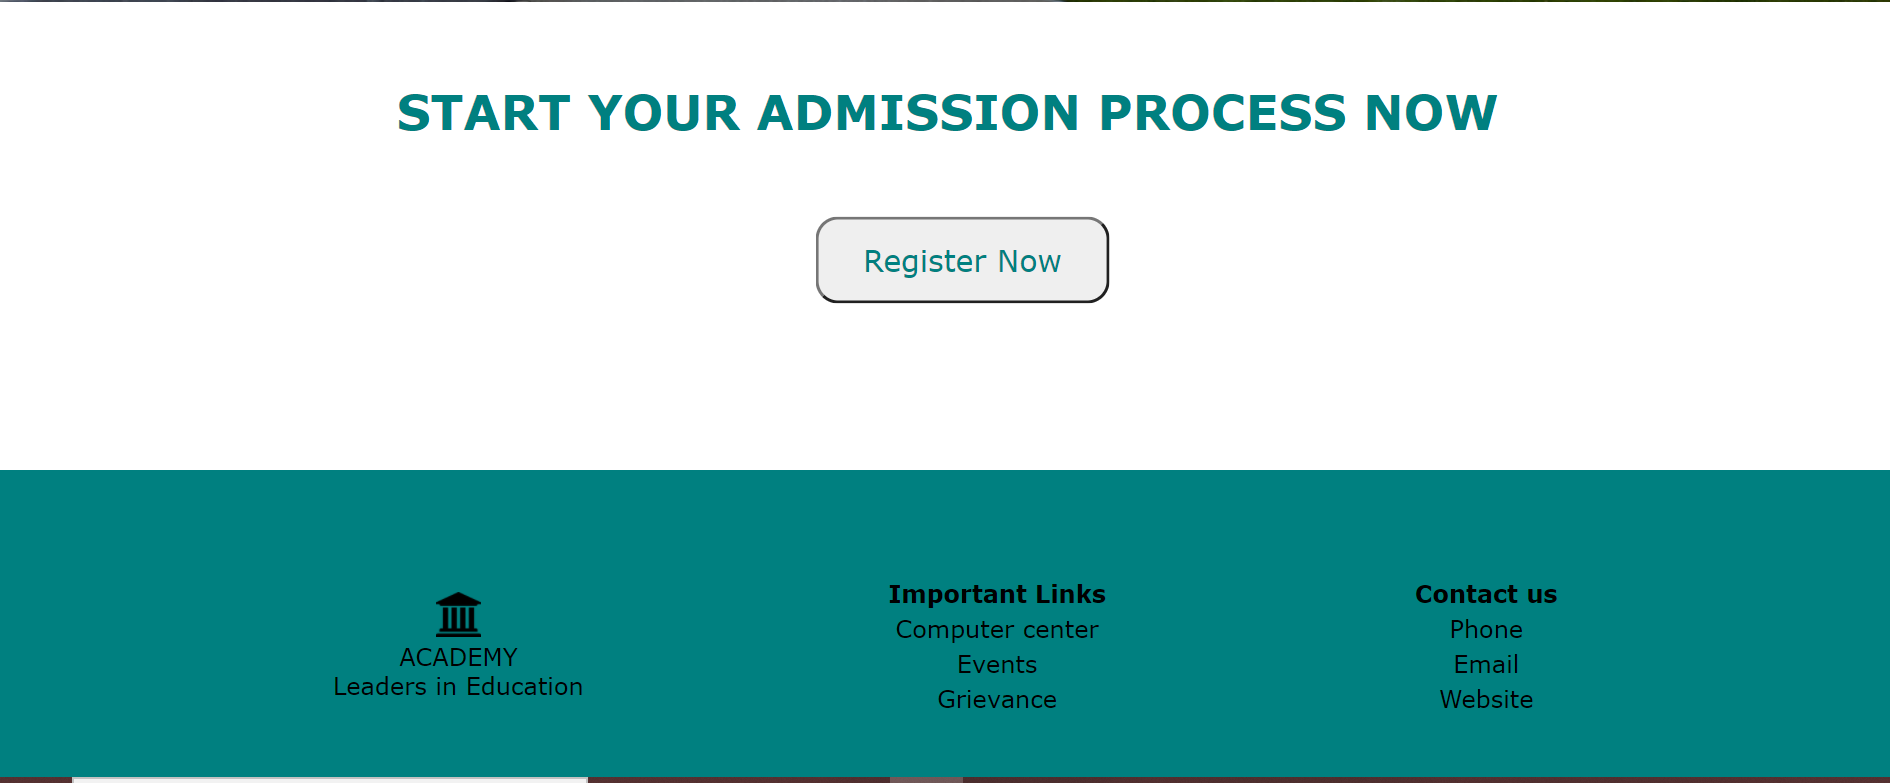 START YOUR ADMISSION PROCESS NOW
Register Now
ACADEMY
Leaders in Education
Important Links
Computer center
Events
Grievance
Contact us
Phone
Email
Website